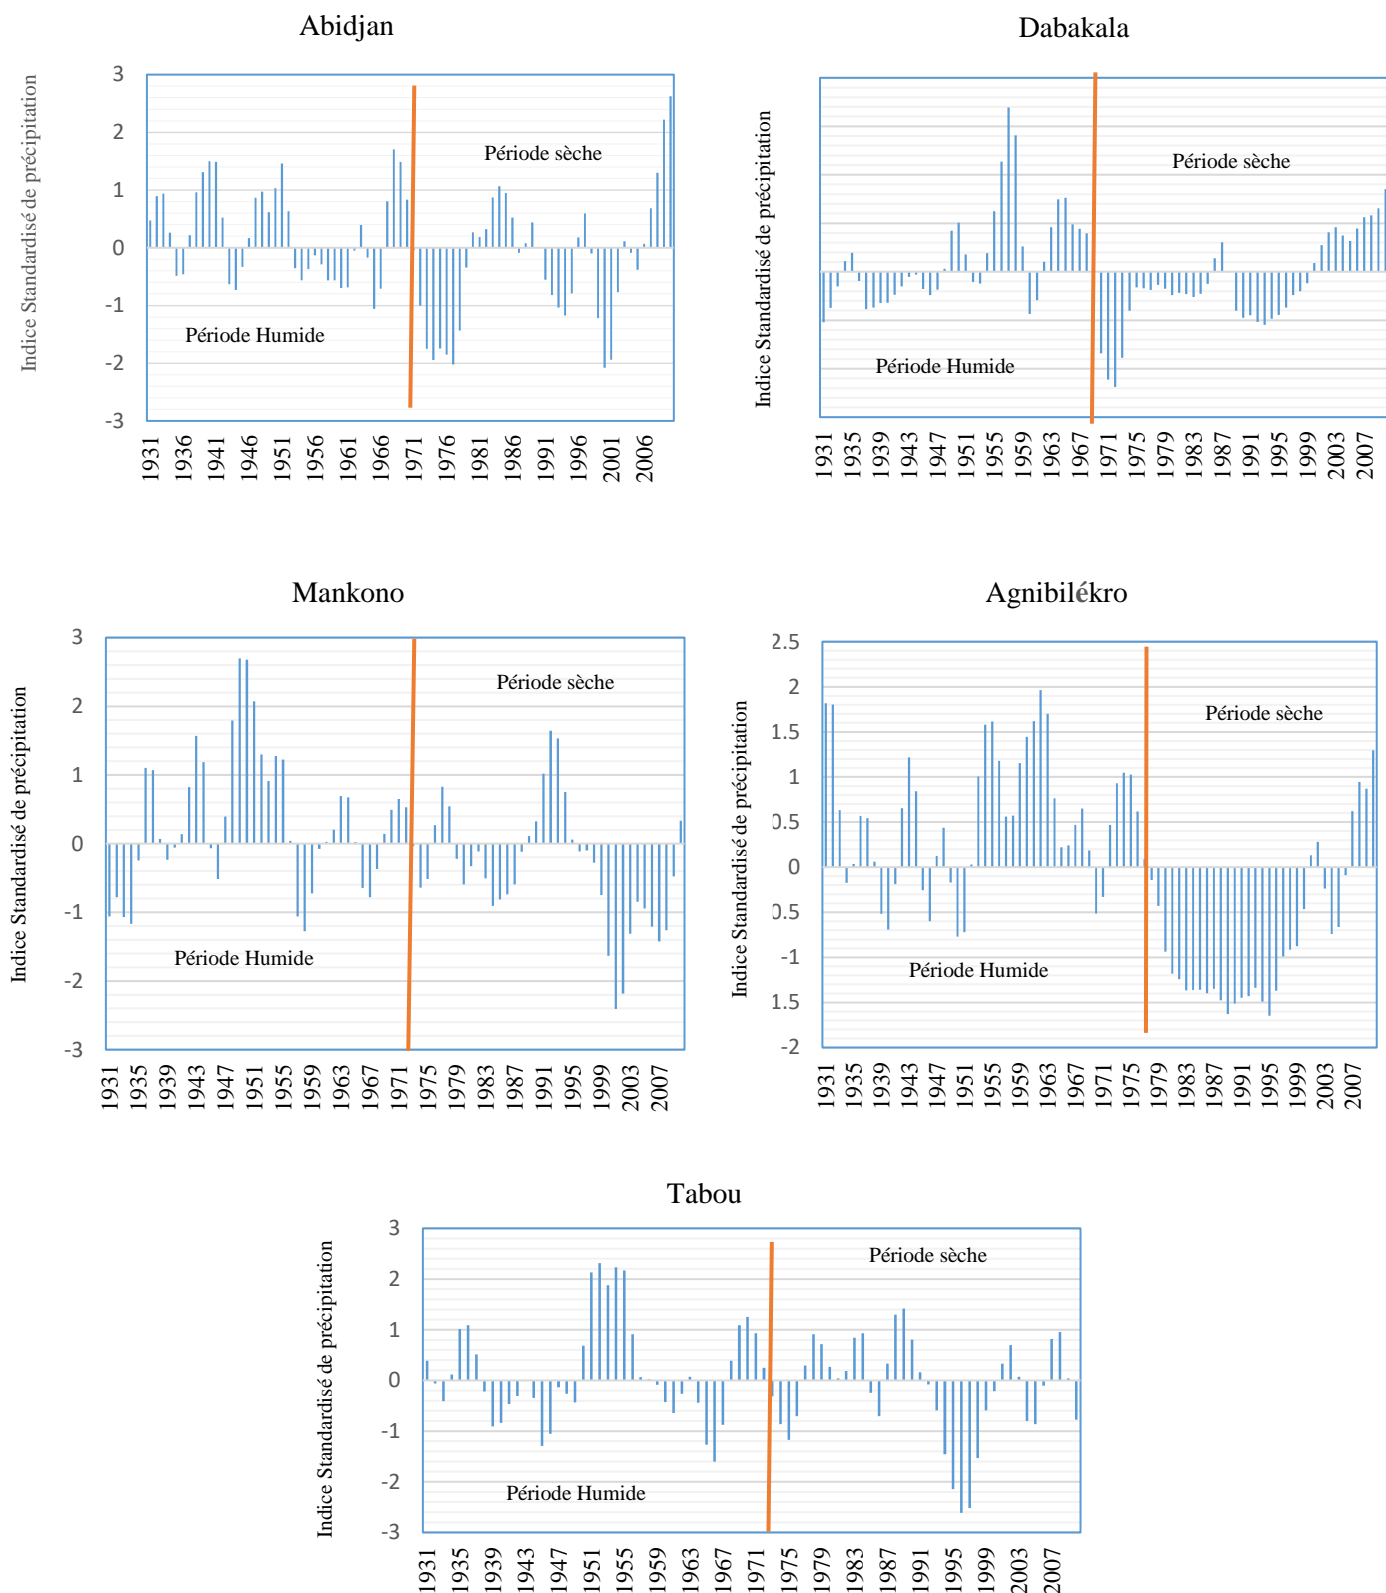 Abidjan
Indice Standardisé de précipitation
3
2
1
0
-1
-2
-3
Période sèche
Période Humide
1931 1936 1941 1946 1951 1956 1961 1966 1971 1976 1981 1986 1991 1996 2001 2006
Dabakala
Indice Standardisé de précipitation
Période sèche
Période Humide
1931 1935 1939 1943 1947 1951 1955 1959 1963 1967 1971 1975 1979 1983 1987 1991 1995 1999 2003 2007
Mankono
Indice Standardisé de précipitation
3
2
1
0
-1
-2
-3
Période sèche
Période Humide
1931 1935 1939 1943 1947 1951 1955 1959 1963 1967 1971 1975 1979 1983 1987 1991 1995 1999 2003 2007
Agnibilékro
Indice Standardisé de précipitation
2.5
2
1.5
1
0.5
0
0.5
-1
1.5
-2
Période sèche
Période Humide
1931 1935 1939 1943 1947 1951 1955 1959 1963 1967 1971 1975 1979 1983 1987 1991 1995 1999 2003 2007
Tabou
Indice Standardisé de précipitation
3
2
1
0
-1
-2
-3
Période sèche
Période Humide
1931 1935 1939 1943 1947 1951 1955 1959 1963 1967 1971 1975 1979 1983 1987 1991 1995 1999 2003 2007